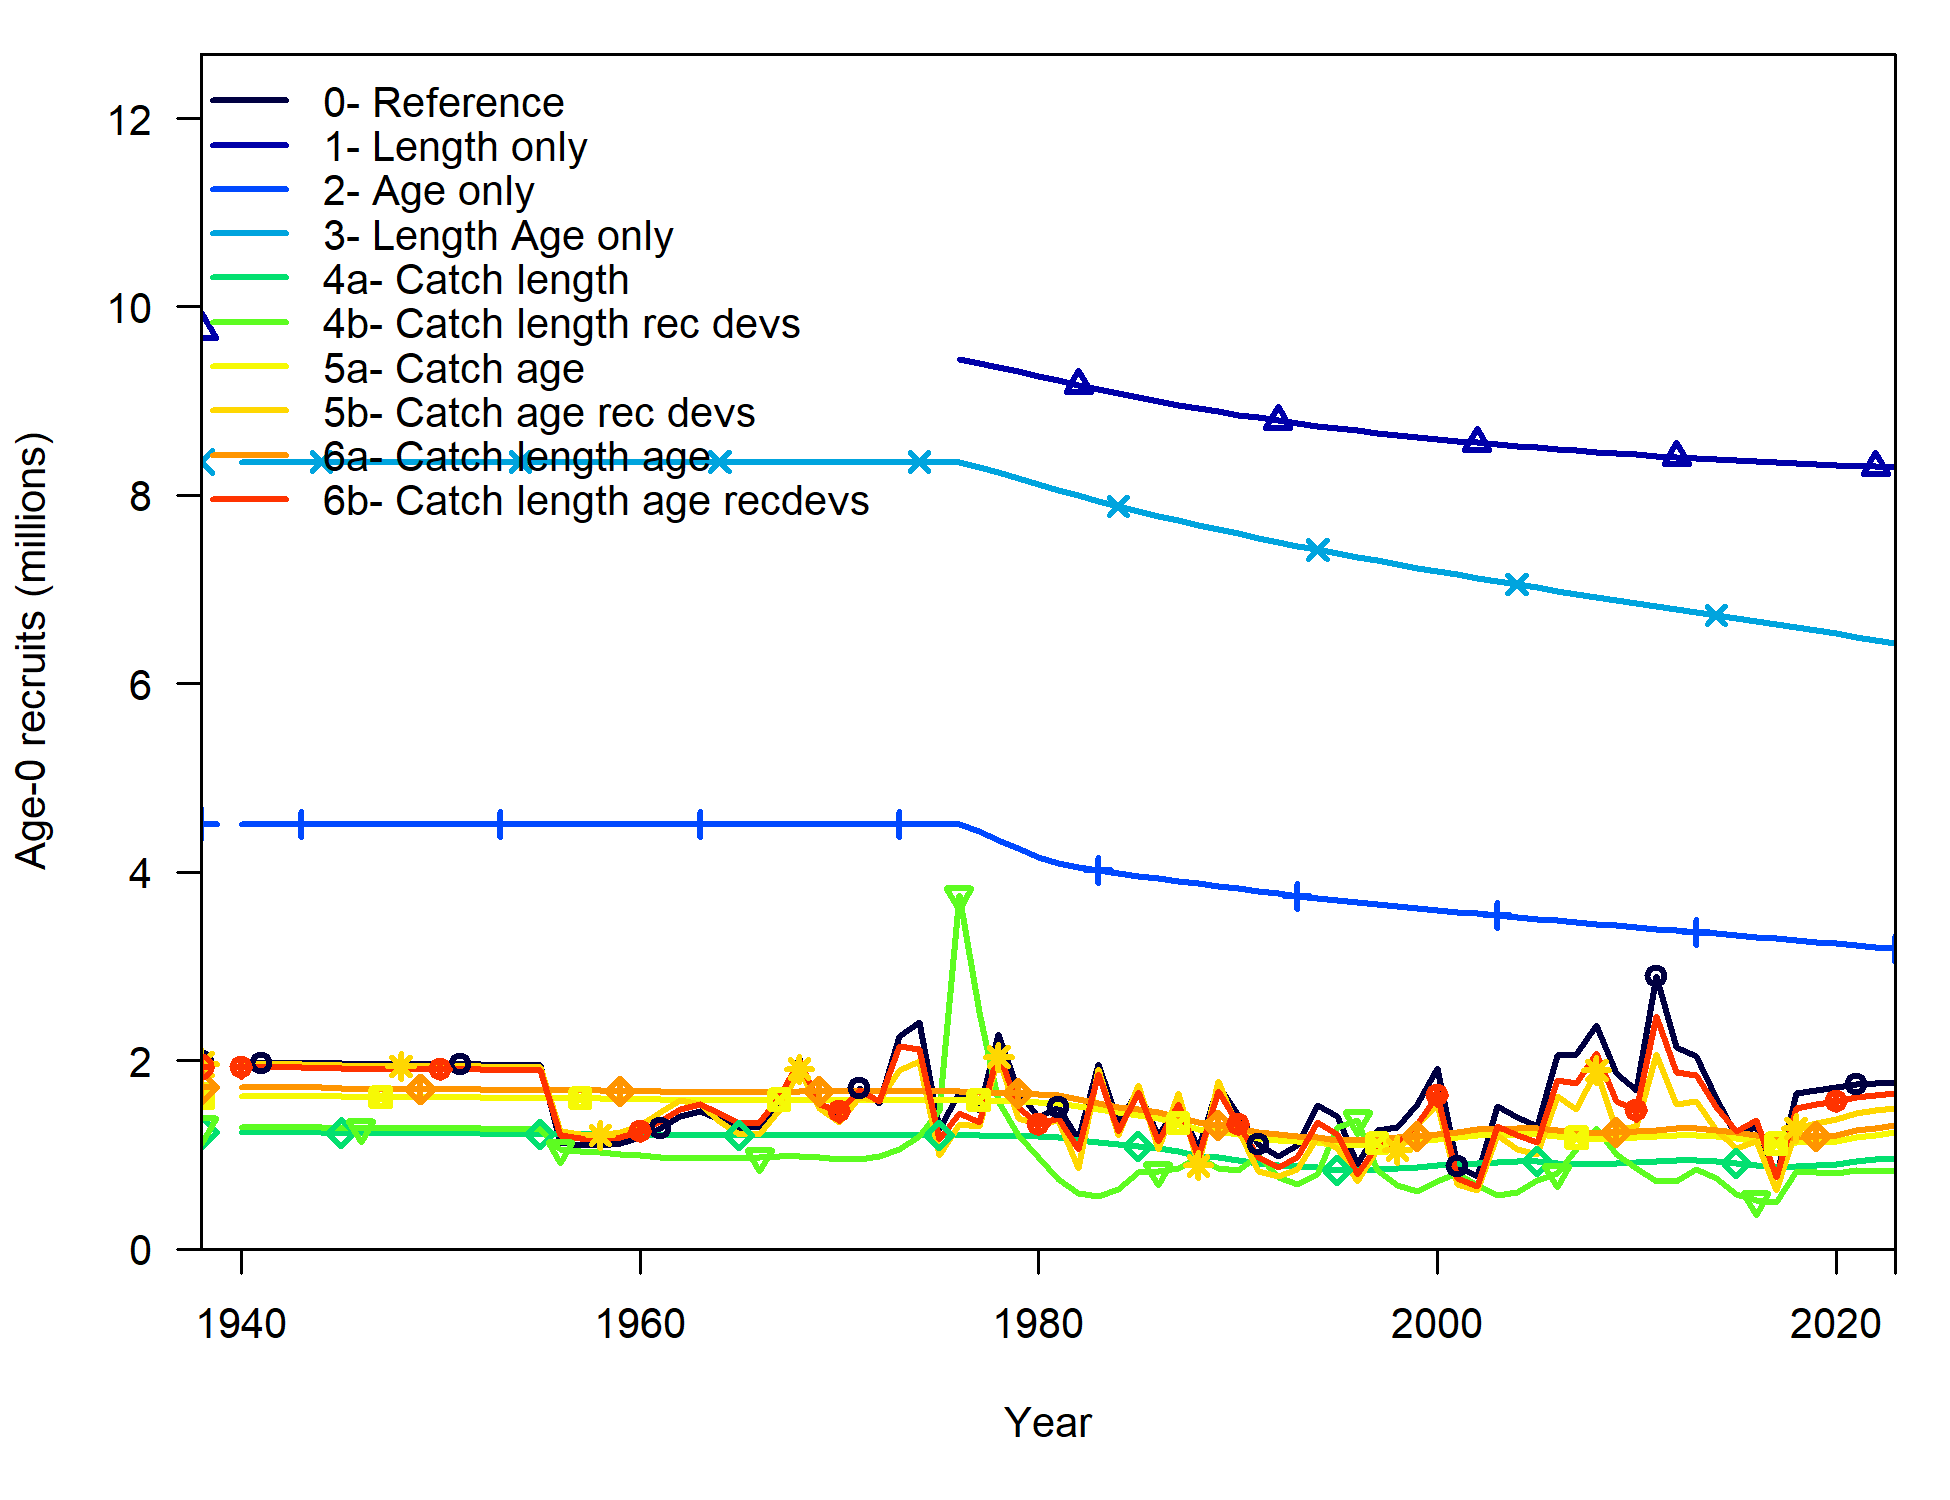 12
10
8
6
4
2
0
Age-0 recruits (millions)
0- Reference
1- Length only
2- Age only
3- Length Age only
4a- Catch length
4b- Catch length rec devs
5a- Catch age
5b- Catch age rec devs
6a- Catch length age
6b- Catch length age recdevs
1940 1960 1980 2000 2020
Year